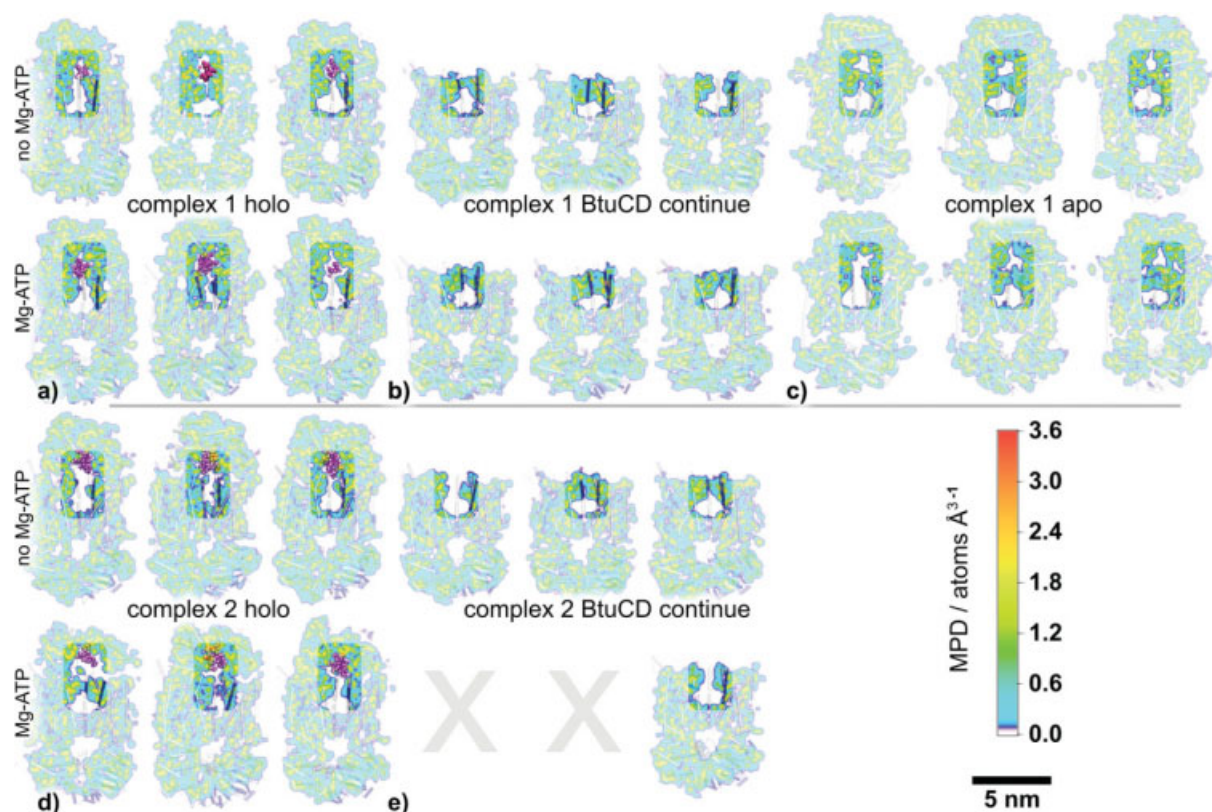 no Mg-ATP
complex 1 holo
complex 1 BtuCD continue
complex 1 apo
Mg-ATP
a)
b)
c)
no Mg-ATP
complex 2 holo
complex 2 BtuCD continue
Mg-ATP
X X
d)
e)
3.6
3.0
2.4
1.8
1.2
0.6
0.0
MPD / atoms Å³⁻¹
5 nm